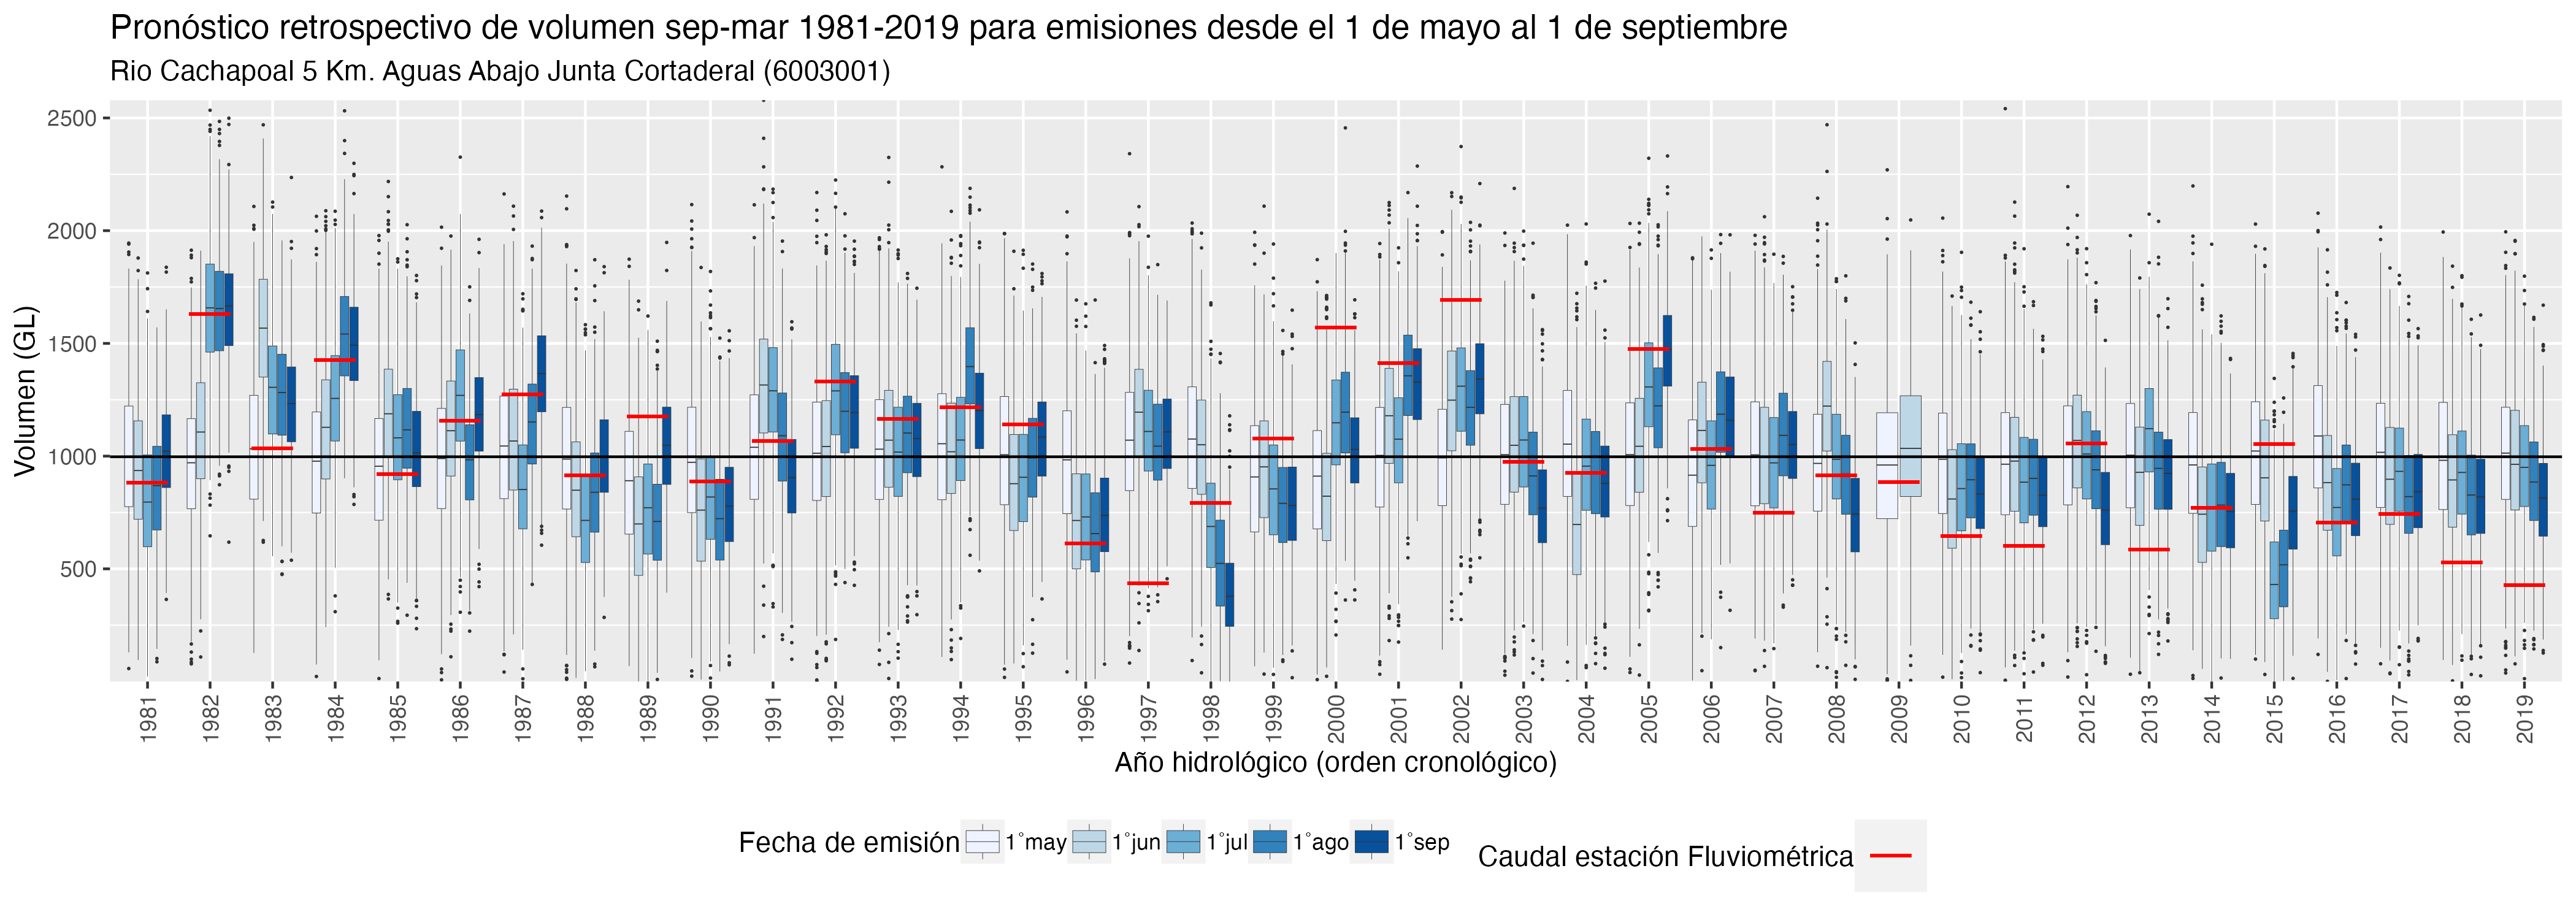 Pronóstico retrospectivo de volumen sep-mar 1981-2019 para emisiones desde el 1 de mayo al 1 de septiembre
Rio Cachapoal 5 Km. Aguas Abajo Junta Cortaderal (6003001)
Volumen (GL)
2500
2000
1500
1000
500
1981 1982 1983 1984 1985 1986 1987 1988 1989 1990 1991 1992 1993 1994 1995 1996 1997 1998 1999 2000 2001 2002 2003 2004 2005 2006 2007 2008 2009 2010 2011 2012 2013 2014 2015 2016 2017 2018 2019
Año hidrológico (orden cronológico)
Fecha de emisión 1°may 1°jun 1°jul 1°ago 1°sep Caudal estación Fluviométrica